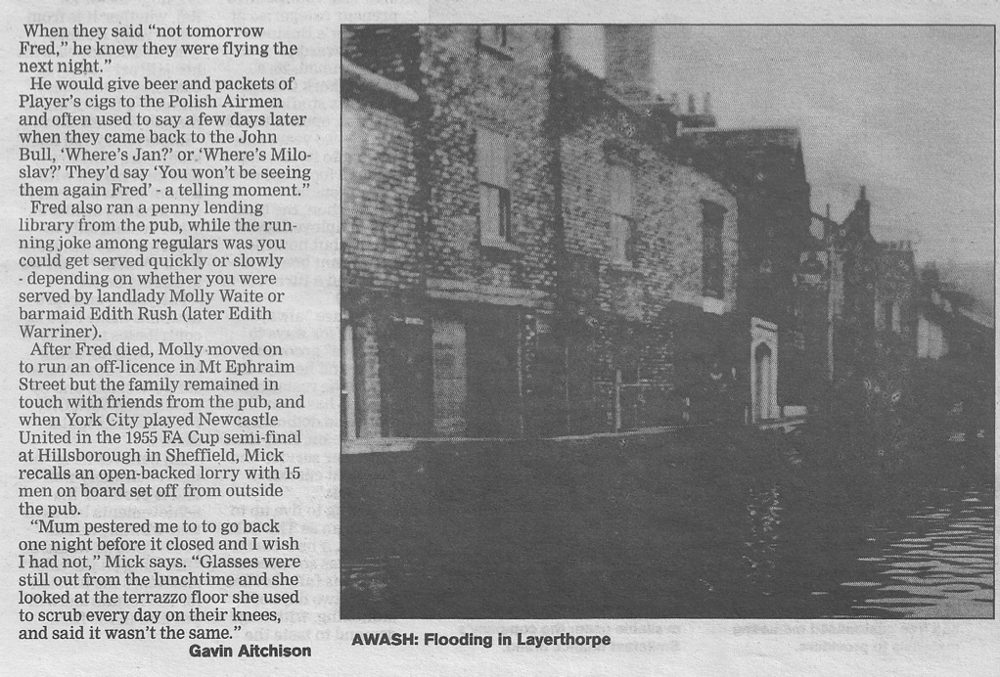 When they said “not tomorrow
Fred,” he knew they were flying the
next night.”
He would give beer and packets of
Player's cigs to the Polish Airmen
and often used to say a few days later
when they came back to the John
Bull, ‘Where's Jan?’ or ‘Where's Milo-
slav?’ They'd say ‘You won't be seeing
them again Fred’ - a telling moment.”
Fred also ran a penny lending
library from the pub, while the run-
ning joke among regulars was you
could get served quickly or slowly
- depending on whether you were
served by landlady Molly Waite or
barmaid Edith Rush (later Edith
Warriner).
After Fred died, Molly moved on
to run an off-licence in Mt Ephraim
Street but the family remained in
touch with friends from the pub, and
when York City played Newcastle
United in the 1955 FA Cup semi-final
at Hillsborough in Sheffield, Mick
recalls an open-backed lorry with 15
men on board set off from outside
the pub.
“Mum pestered me to to go back
one night before it closed and I wish
I had not,” Mick says. “Glasses were
still out from the lunchtime and she
looked at the terrazzo floor she used
to scrub every day on their knees,
and said it wasn't the same.”
Gavin Aitchison
AWASH: Flooding in Layerthorpe